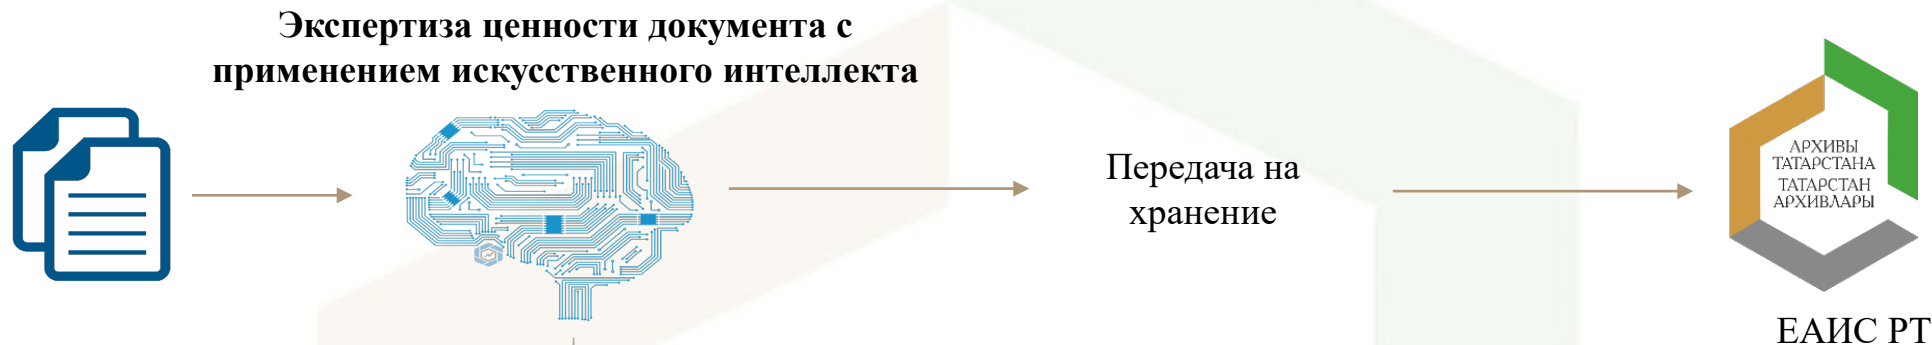 Экспертиза ценности документа с
применением искусственного интеллекта
Передача на
хранение
АРХИВЫ
ТАТАРСТАНА
ТАТАРСТАН
АРХИВЛАРЫ
ЕАИС РТ